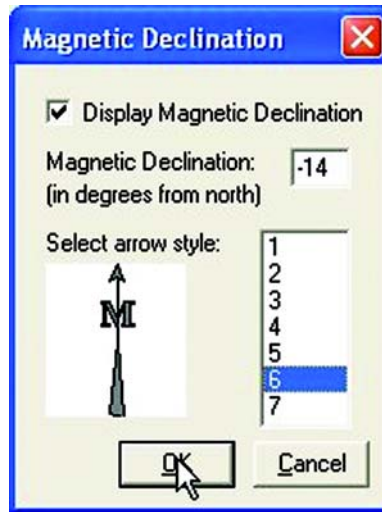 Magnetic Declination
Display Magnetic Declination
Magnetic Declination: -14
(in degrees from north)
Select arrow style:
M
1
2
3
4
5
6
7
OK Cancel